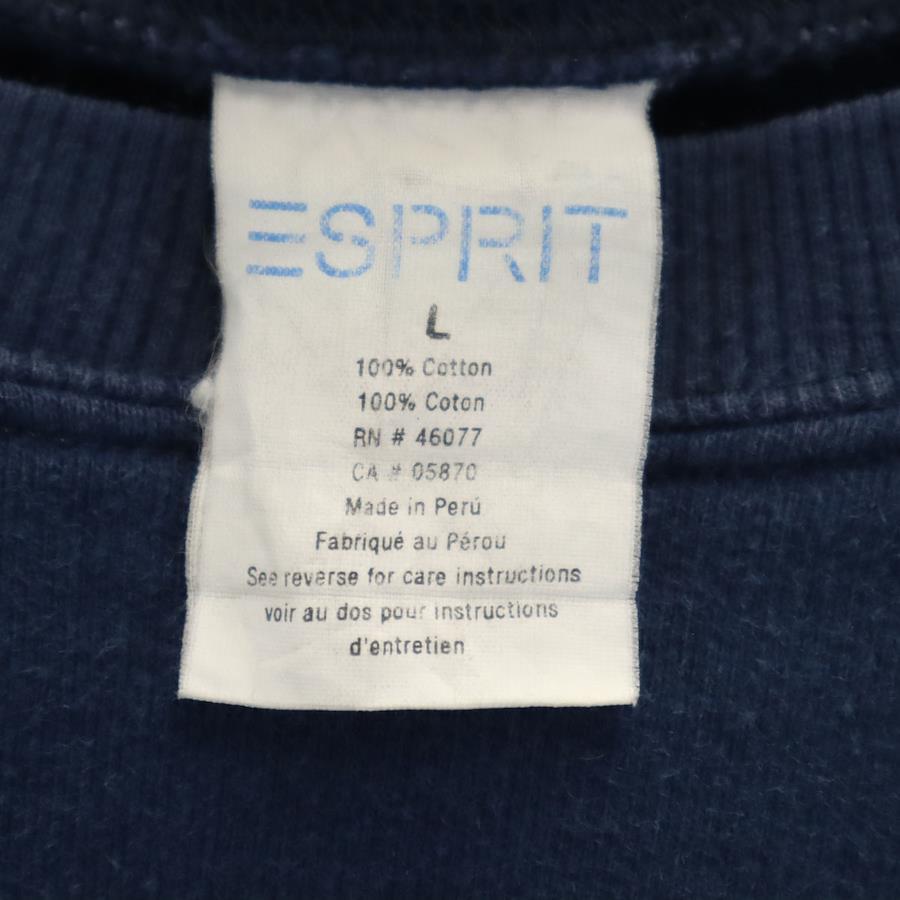 ESPRIT
L
100% Cotton
100% Coton
RN # 46077
CA # 05870
Made in Perú
Fabriqué au Pérou
See reverse for care instructions
voir au dos pour instructions
d'entretien